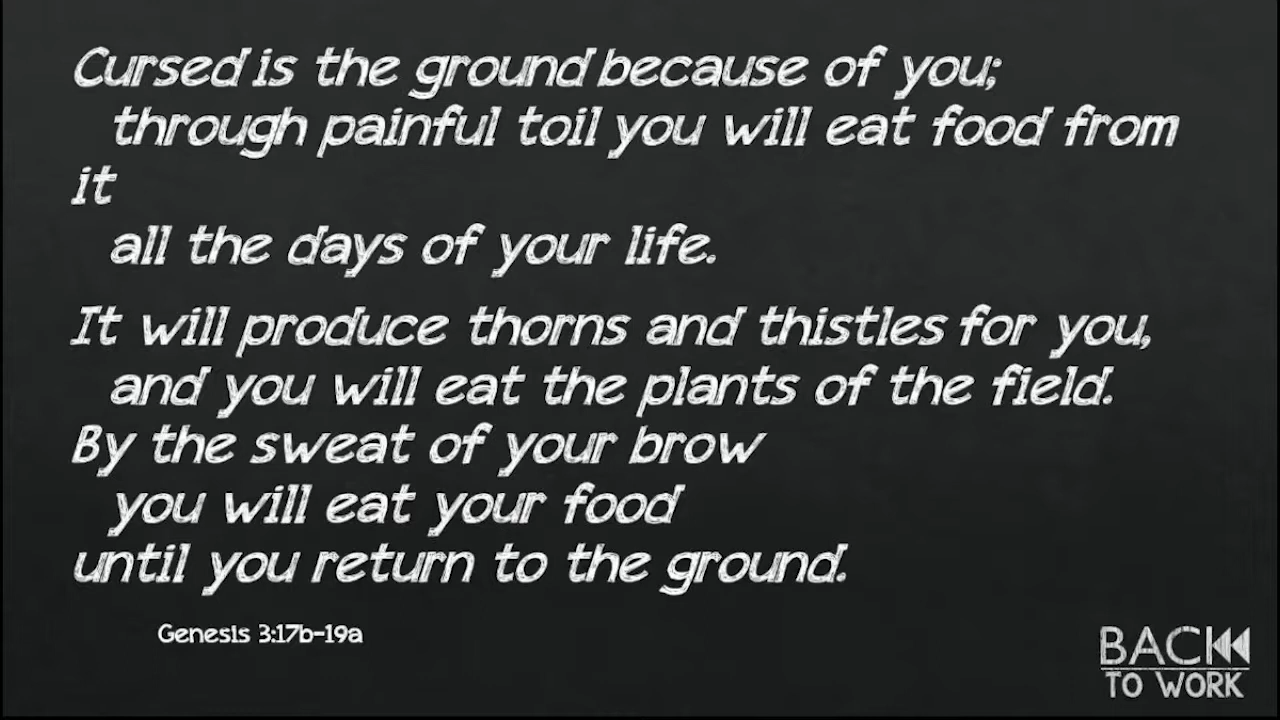 Cursed is the ground because of you;
through painful toil you will eat food from
it
all the days of your life.
It will produce thorns and thistles for you,
and you will eat the plants of the field.
By the sweat of your brow
you will eat your food
until you return to the ground.
Genesis 3:17b-19a
BACK
TO WORK